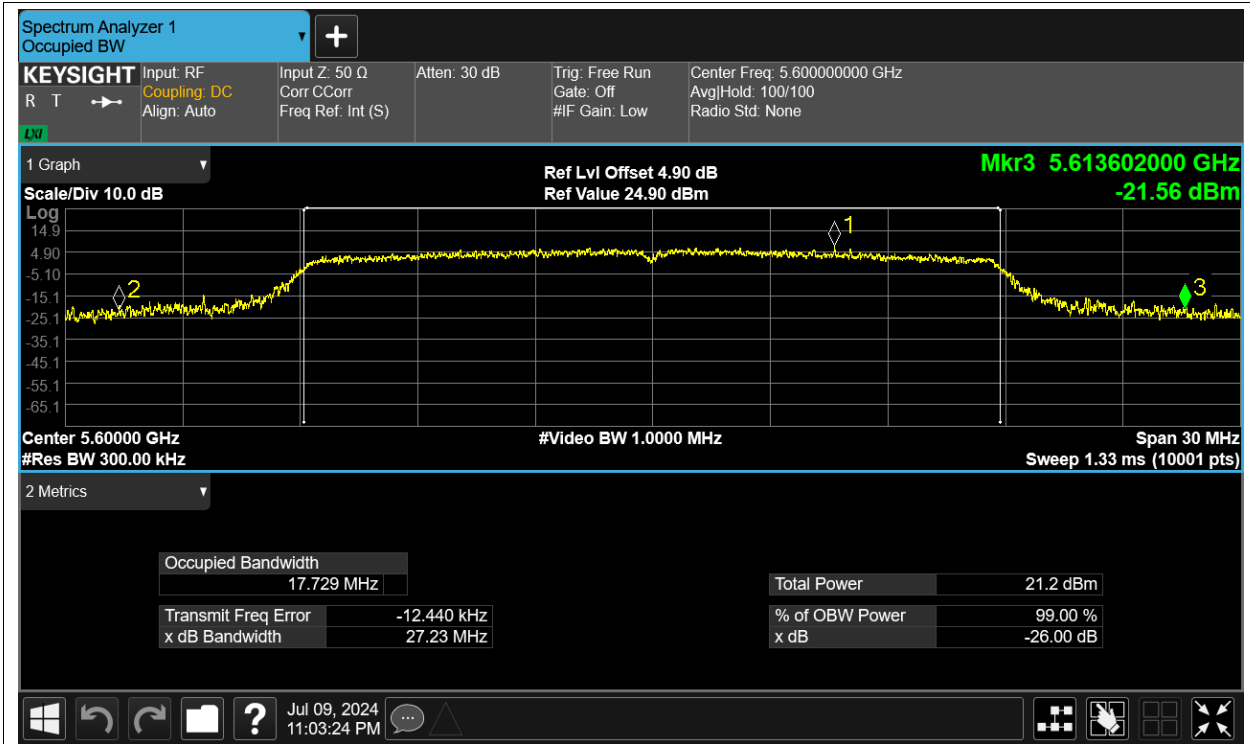 Spectrum Analyzer 1
Occupied BW
KEYSIGHT
R T
LXI
Input: RF
Coupling: DC
Align: Auto
Input Z: 50 Ω
Corr CCorr
Freq Ref: Int (S)
Atten: 30 dB
Trig: Free Run
Gate: Off
#IF Gain: Low
Center Freq: 5.600000000 GHz
Avg|Hold: 100/100
Radio Std: None
1 Graph
Scale/Div 10.0 dB
Ref Lvl Offset 4.90 dB
Ref Value 24.90 dBm
Mkr3 5.613602000 GHz
-21.56 dBm
Log
14.9
4.90
-5.10
-15.1
-25.1
-35.1
-45.1
-55.1
-65.1
1
2
3
Center 5.60000 GHz
#Res BW 300.00 kHz
#Video BW 1.0000 MHz
Span 30 MHz
Sweep 1.33 ms (10001 pts)
2 Metrics
Occupied Bandwidth
17.729 MHz
Transmit Freq Error -12.440 kHz
x dB Bandwidth 27.23 MHz
Total Power 21.2 dBm
% of OBW Power 99.00 %
x dB -26.00 dB
?
Jul 09, 2024
11:03:24 PM